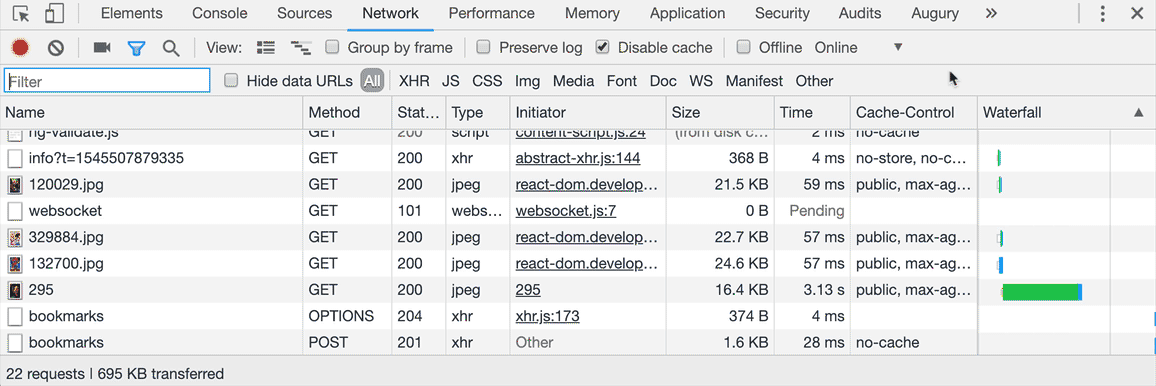 Elements Console Sources Network Performance Memory Application Security Audits Augury »
View: Group by frame Preserve log Disable cache Offline Online
Filter Hide data URLs All XHR JS CSS Img Media Font Doc WS Manifest Other
Name Method Stat… Type Initiator Size Time Cache-Control Waterfall
ng-validate.js GET 200 script content-script.js:24 (from disk c… 2 ms no-cache
info?t=1545507879335 GET 200 xhr abstract-xhr.js:144 368 B 4 ms no-store, no-c…
120029.jpg GET 200 jpeg react-dom.develop… 21.5 KB 59 ms public, max-ag…
websocket GET 101 webs… websocket.js:7 0 B Pending
329884.jpg GET 200 jpeg react-dom.develop… 22.7 KB 57 ms public, max-ag…
132700.jpg GET 200 jpeg react-dom.develop… 24.6 KB 57 ms public, max-ag…
295 GET 200 jpeg 295 16.4 KB 3.13 s public, max-ag…
bookmarks OPTIONS 204 xhr xhr.js:173 374 B 4 ms
bookmarks POST 201 xhr Other 1.6 KB 28 ms no-cache
22 requests | 695 KB transferred